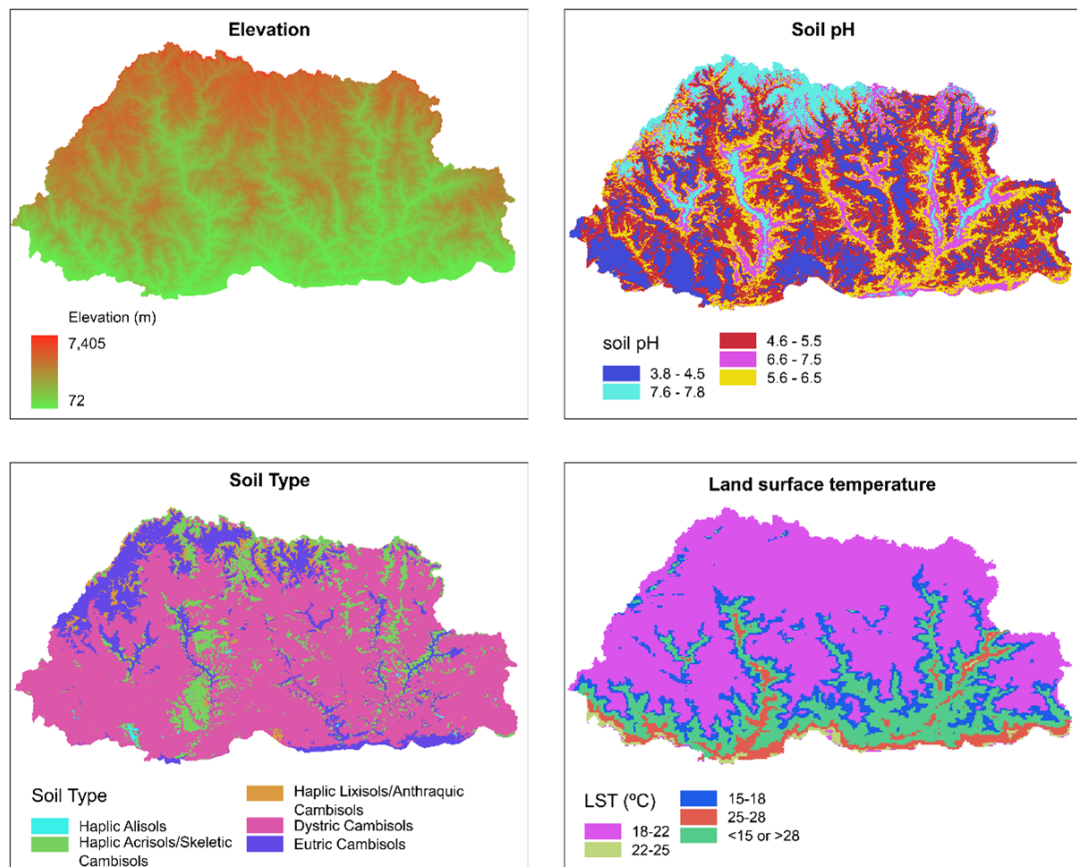 Elevation
Elevation (m)
7,405
72
Soil pH
soil pH
3.8 - 4.5
7.6 - 7.8
4.6 - 5.5
6.6 - 7.5
5.6 - 6.5
Soil Type
Soil Type
Haplic Alisols
Haplic Acrisols/Skeletic
Cambisols
Haplic Lixisols/Anthraquic
Cambisols
Dystric Cambisols
Eutric Cambisols
Land surface temperature
LST (ºC)
18-22
22-25
15-18
25-28
<15 or >28